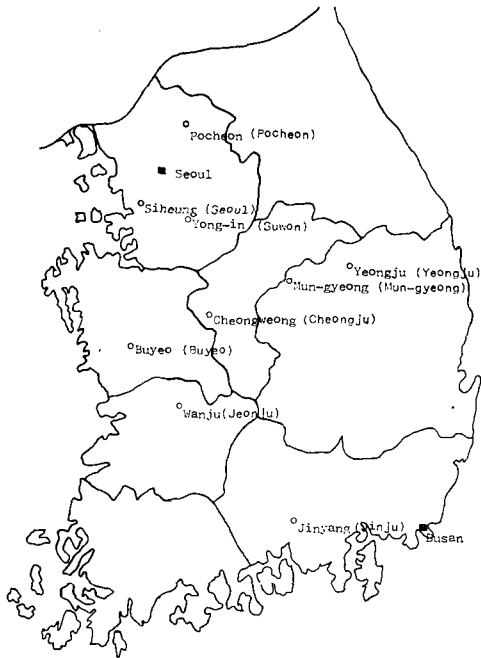 Pocheon (Pocheon)
Seoul
Siheung (Seoul)
Yong-in (Suwon)
Yeongju (Yeongju)
Mun-gyeong (Mun-gyeong)
Cheongweong (Cheongju)
Buyeo (Buyeo)
Wanju(Jeonju)
Jinyang (Jinju)
Busan